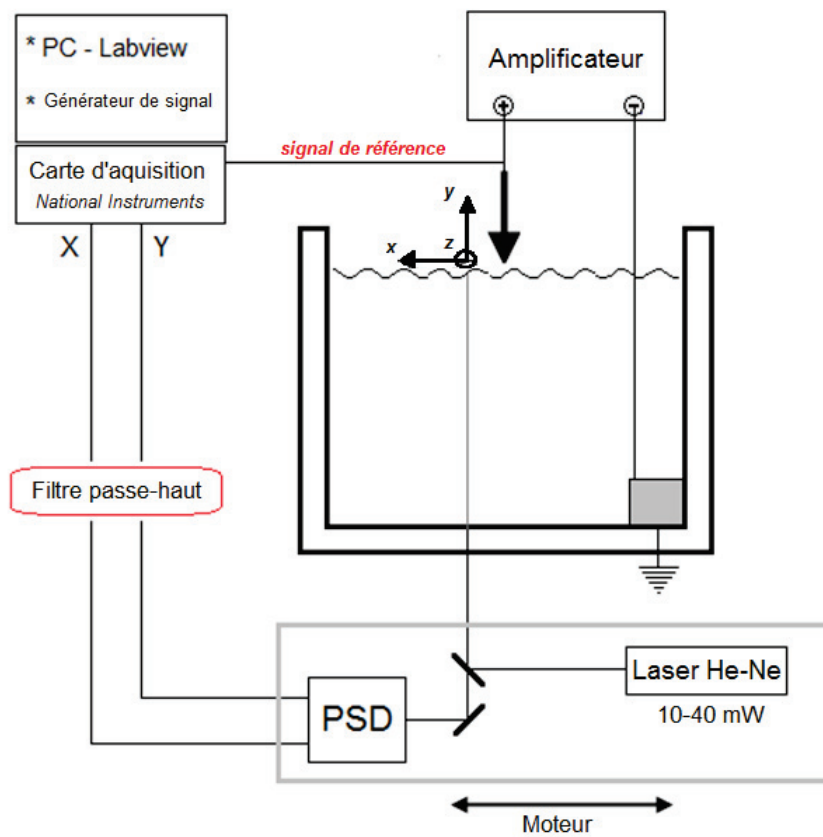 * PC - Labview
* Générateur de signal
Carte d'aquisition
National Instruments
X Y
Amplificateur
+ -
signal de référence
y
x z
Filtre passe-haut
PSD
Laser He-Ne
10-40 mW
Moteur